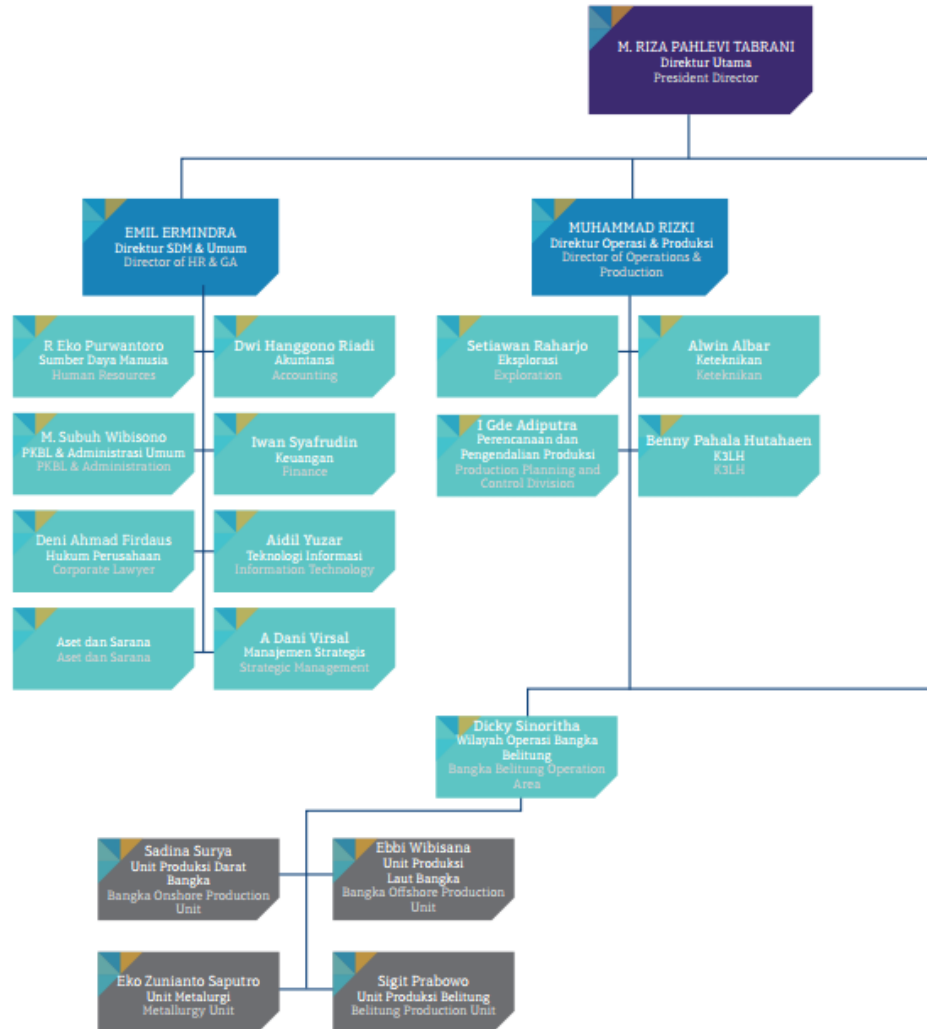 M. RIZA PAHLEVI TABRANI
Direktur Utama
President Director
EMIL ERMINDRA
Direktur SDM & Umum
Director of HR & GA
MUHAMMAD RIZKI
Direktur Operasi & Produksi
Director of Operations &
Production
R Eko Purwantoro
Sumber Daya Manusia
Human Resources
Dwi Hanggono Riadi
Akuntansi
Accounting
Setiawan Raharjo
Eksplorasi
Exploration
Alwin Albar
Keteknikan
Keteknikan
M. Subuh Wibisono
PKBL & Administrasi Umum
PKBL & Administration
Iwan Syafrudin
Keuangan
Finance
I Gde Adiputra
Perencanaan dan
Pengendalian Produksi
Production Planning and
Control Division
Benny Pahala Hutahaen
K3LH
K3LH
Deni Ahmad Firdaus
Hukum Perusahaan
Corporate Lawyer
Aidil Yuzar
Teknologi Informasi
Information Technology
Aset dan Sarana
Aset dan Sarana
A Dani Virsal
Manajemen Strategis
Strategic Management
Dicky Sinoritha
Wilayah Operasi Bangka
Belitung
Bangka Belitung Operation
Area
Sadina Surya
Unit Produksi Darat
Bangka
Bangka Onshore Production
Unit
Ebbi Wibisana
Unit Produksi
Laut Bangka
Bangka Offshore Production
Unit
Eko Zunianto Saputro
Unit Metalurgi
Metallurgy Unit
Sigit Prabowo
Unit Produksi Belitung
Belitung Production Unit